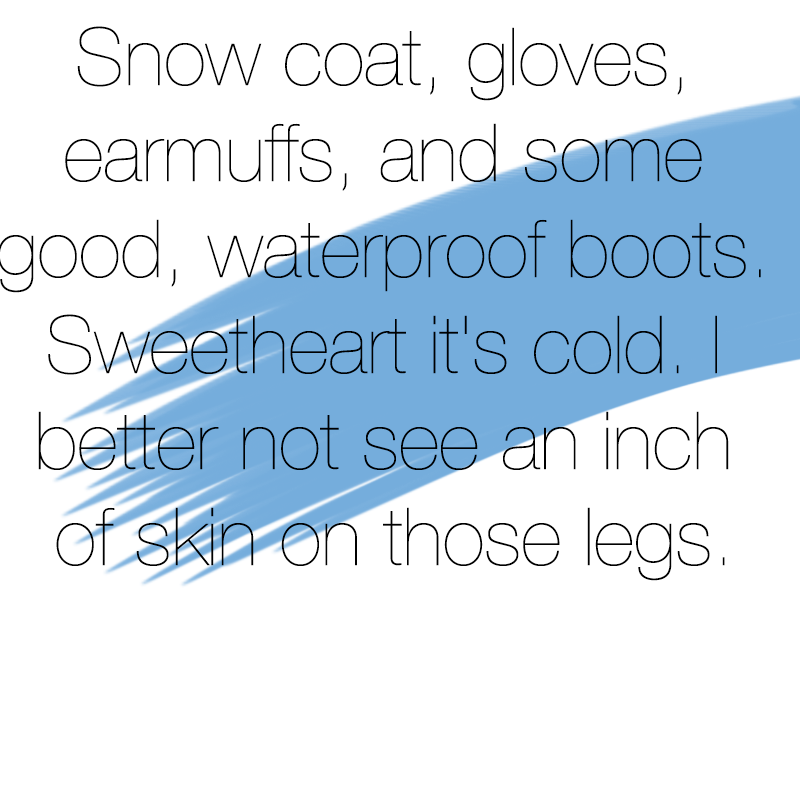 Snow coat, gloves,
earmuffs, and some
good, waterproof boots.
Sweetheart it's cold. I
better not see an inch
of skin on those legs.